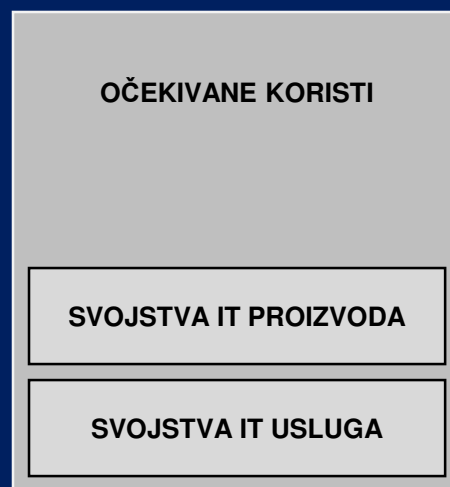 OČEKIVANE KORISTI
SVOJSTVA IT PROIZVODA
SVOJSTVA IT USLUGA